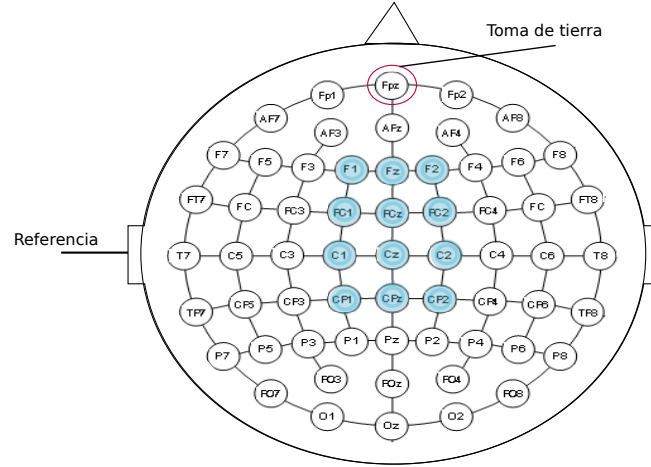 Toma de tierra
Fp1 Fpz Fp2
AF7 AF3 AFz AF4 AF8
F7 F5 F3 F1 Fz F2 F4 F6 F8
FT7 FC FC3 FC1 FCz FC2 FC4 FC FT8
Referencia
T7 C5 C3 C1 Cz C2 C4 C6 T8
TP7 CP5 CP3 CP1 CPz CP2 CP4 CP6 TP8
P7 P5 P3 P1 Pz P2 P4 P6 P8
PO7 PO3 POz PO4 PO8
O1 Oz O2